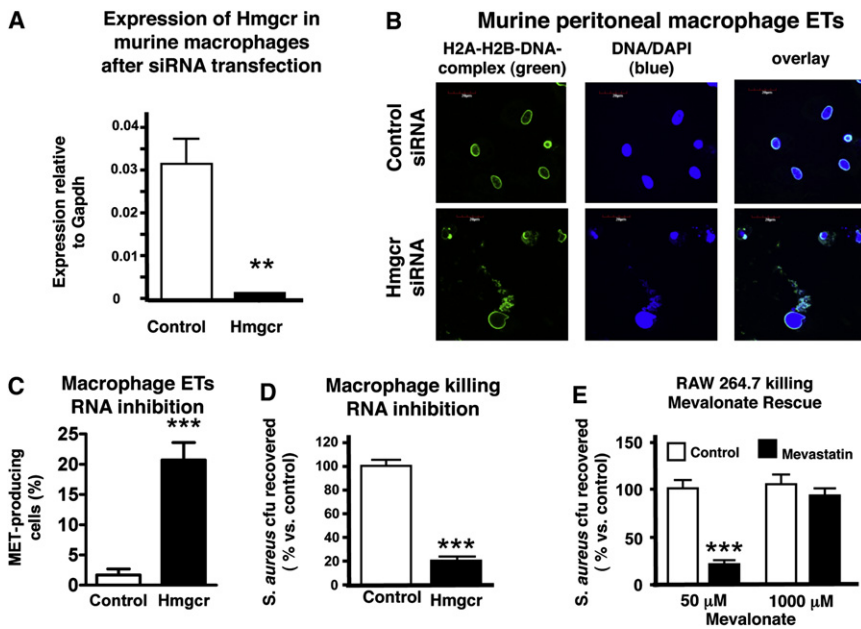 A
Expression of Hmgcr in
murine macrophages
after siRNA transfection
Expression relative
to Gapdh
0.04
0.03
0.02
0.01
0
**
Control
Hmgcr
B
Murine peritoneal macrophage ETs
H2A-H2B-DNA-
complex (green)
DNA/DAPI
(blue)
overlay
Control
siRNA
Hmgcr
siRNA
C
Macrophage ETs
RNA inhibition
MET-producing
cells (%)
25
20
15
10
5
0
***
Control
Hmgcr
D
Macrophage killing
RNA inhibition
S. aureus cfu recovered
( % vs. control)
120
100
80
60
40
20
0
***
Control
Hmgcr
E
RAW 264.7 killing
Mevalonate Rescue
S. aureus cfu recovered
( % vs. control)
150
100
50
0
Control
Mevastatin
***
50 µM
1000 µM
Mevalonate